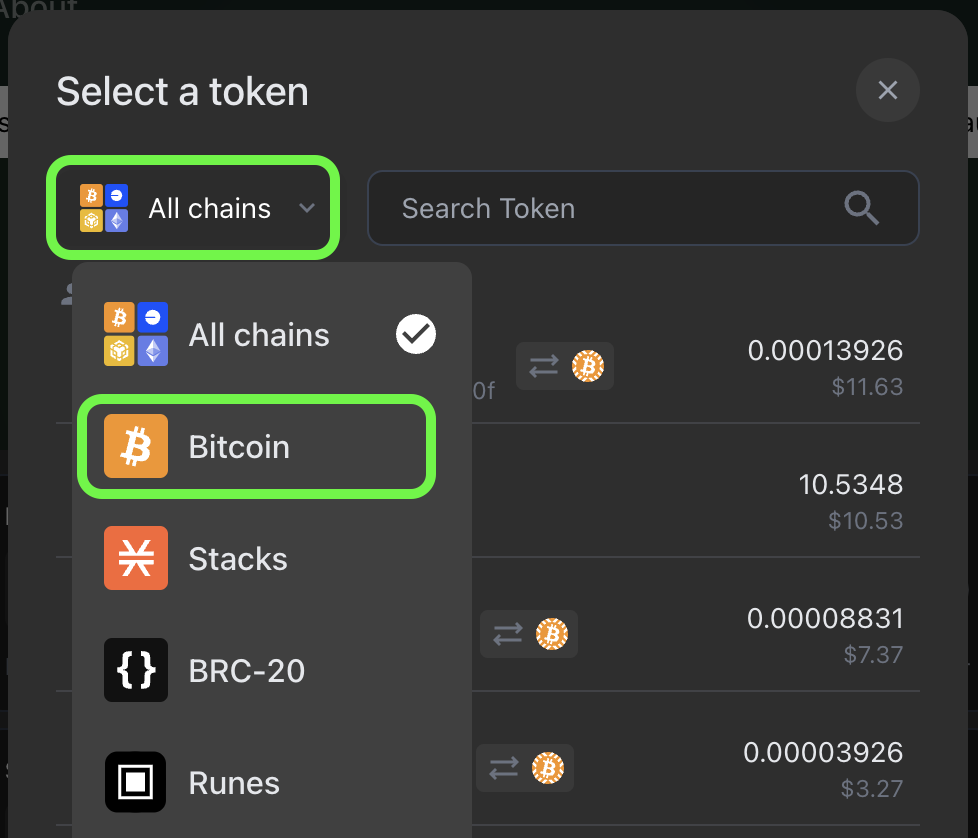 About
Select a token
All chains
Search Token
All chains
0.00013926
0f
$11.63
Bitcoin
10.5348
$10.53
Stacks
0.00008831
$7.37
BRC-20
0.00003926
$3.27
Runes